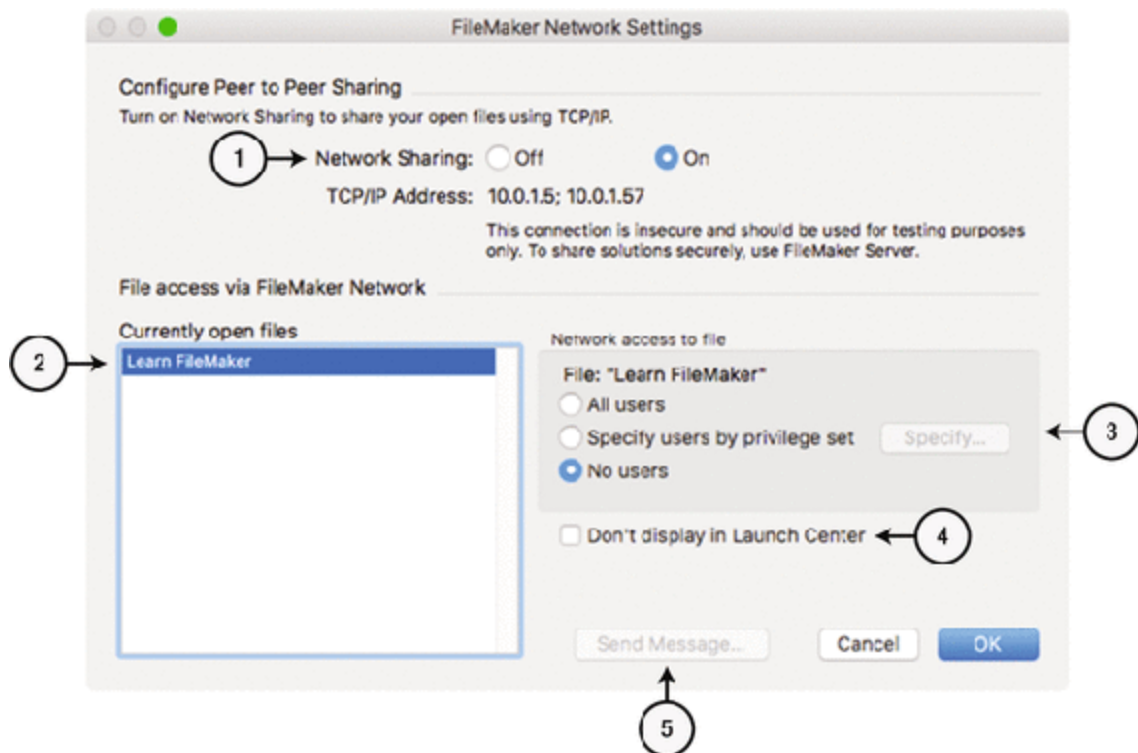 FileMaker Network Settings
Configure Peer to Peer Sharing
Turn on Network Sharing to share your open files using TCP/IP.
1
Network Sharing: Off On
TCP/IP Address: 10.0.1.5; 10.0.1.57
This connection is insecure and should be used for testing purposes
only. To share solutions securely, use FileMaker Server.
File access via FileMaker Network
Currently open files
Network access to file
2
Learn FileMaker
File: "Learn FileMaker"
All users
Specify users by privilege set Specify...
3
No users
Don't display in Launch Center
4
Send Message... Cancel OK
5